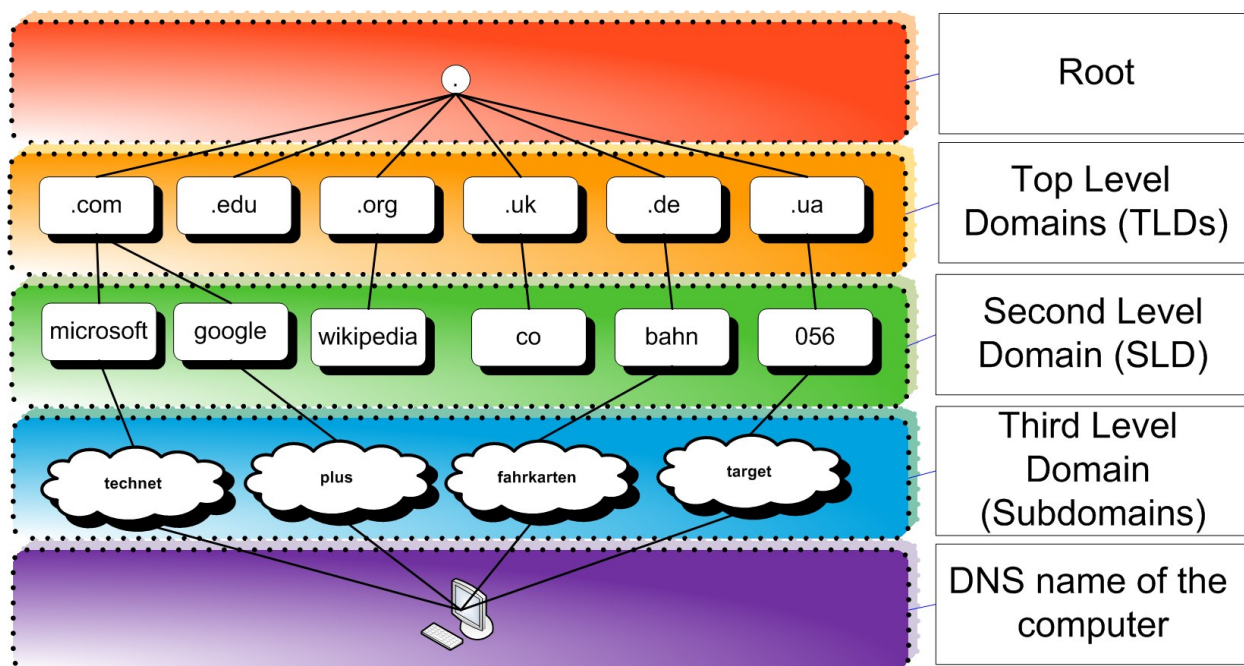 .
Root
.com
.edu
.org
.uk
.de
.ua
Top Level
Domains (TLDs)
microsoft
google
wikipedia
co
bahn
056
Second Level
Domain (SLD)
technet
plus
fahrkarten
target
Third Level
Domain
(Subdomains)
DNS name of the
computer